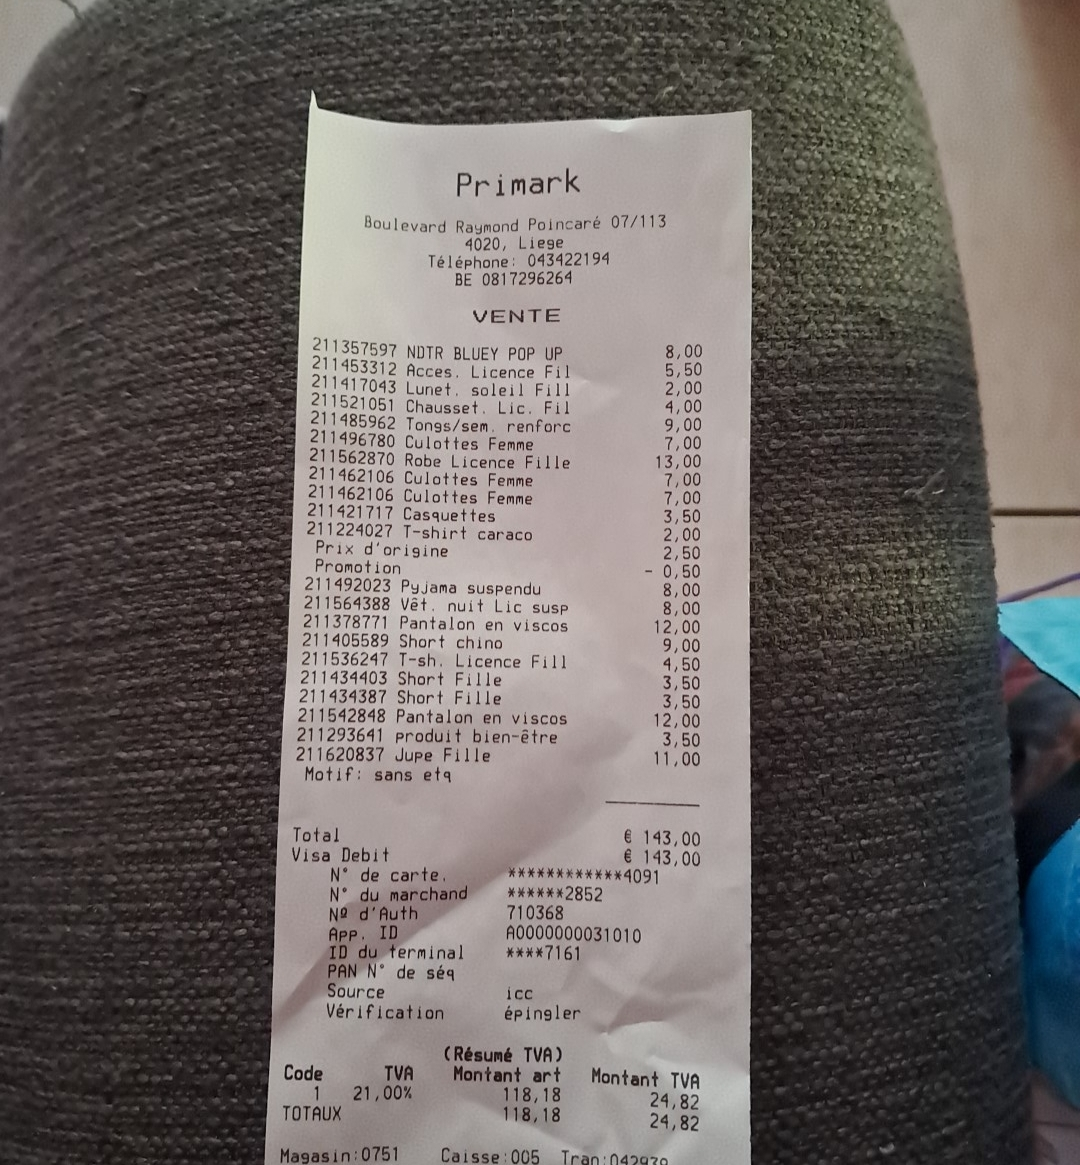 Primark
Boulevard Raymond Poincaré 07/113
4020, Liege
Téléphone: 043422194
BE 0817296264
VENTE
211357597 NDTR BLUEY POP UP 8,00
211453312 Acces. Licence Fil 5,50
211417043 Lunet. soleil Fill 2,00
211521051 Chausset. Lic. Fil 4,00
211485962 Tongs/sem. renforc 9,00
211496780 Culottes Femme 7,00
211562870 Robe Licence Fille 13,00
211462106 Culottes Femme 7,00
211462106 Culottes Femme 7,00
211421717 Casquettes 3,50
211224027 T-shirt caraco 2,00
Prix d'origine 2,50
Promotion - 0,50
211492023 Pyjama suspendu 8,00
211564388 Vêt. nuit Lic susp 8,00
211378771 Pantalon en viscos 12,00
211405589 Short chino 9,00
211536247 T-sh. Licence Fill 4,50
211434403 Short Fille 3,50
211434387 Short Fille 3,50
211542848 Pantalon en viscos 12,00
211293641 produit bien-être 3,50
211620837 Jupe Fille 11,00
Motif: sans etq
Total € 143,00
Visa Debit € 143,00
N° de carte. ************4091
N° du marchand ******2852
Nº d'Auth 710368
App. ID A0000000031010
ID du terminal ****7161
PAN N° de séq
Source icc
Vérification épingler
(Résumé TVA)
Code TVA Montant art Montant TVA
1 21,00% 118,18 24,82
TOTAUX 118,18 24,82
Magasin:0751 Caisse:005 Tran: